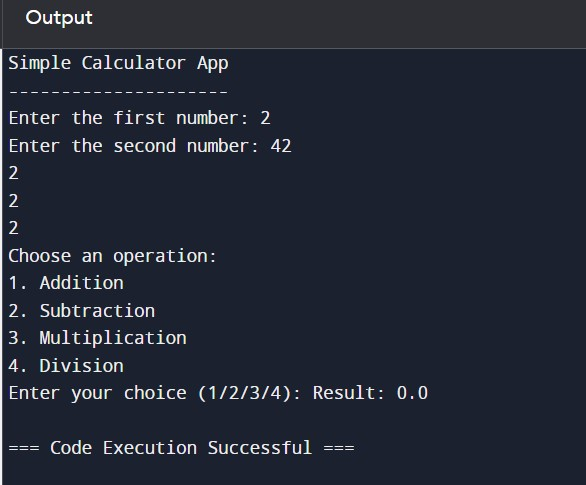 Output
Simple Calculator App
---------------------
Enter the first number: 2
Enter the second number: 42
2
2
2
Choose an operation:
1. Addition
2. Subtraction
3. Multiplication
4. Division
Enter your choice (1/2/3/4): Result: 0.0
=== Code Execution Successful ===